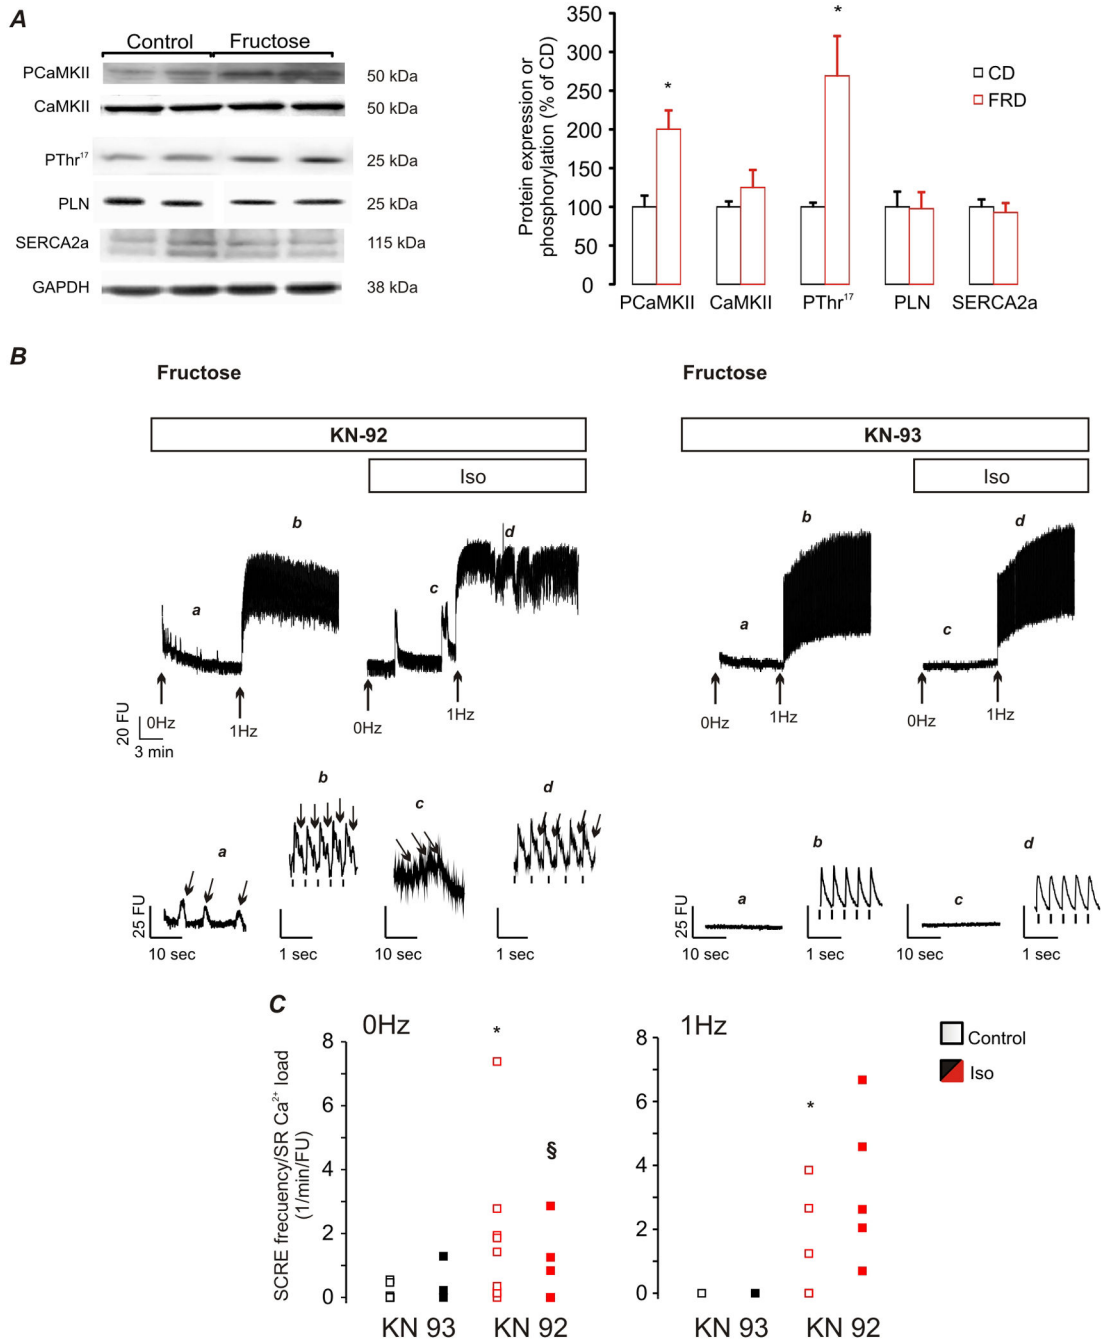 A
Control Fructose
PCaMKII 50 kDa
CaMKII 50 kDa
PThr17 25 kDa
PLN 25 kDa
SERCA2a 115 kDa
GAPDH 38 kDa
Protein expression or
phosphorylation (% of CD)
350
300
250
200
150
100
50
0
* *
CD
FRD
PCaMKII CaMKII PThr17 PLN SERCA2a
B
Fructose Fructose
KN-92 KN-93
Iso Iso
a b c d a b c d
0Hz 1Hz 0Hz 1Hz 0Hz 1Hz 0Hz 1Hz
20 FU
3 min
a b c d a b c d
25 FU 25 FU
10 sec 1 sec 10 sec 1 sec 10 sec 1 sec 10 sec 1 sec
C
0Hz 1Hz
SCRE frecuency/SR Ca2+ load
(1/min/FU)
8
6
4
2
0
* §
KN 93 KN 92
8
6
4
2
0
*
KN 93 KN 92
Control
Iso